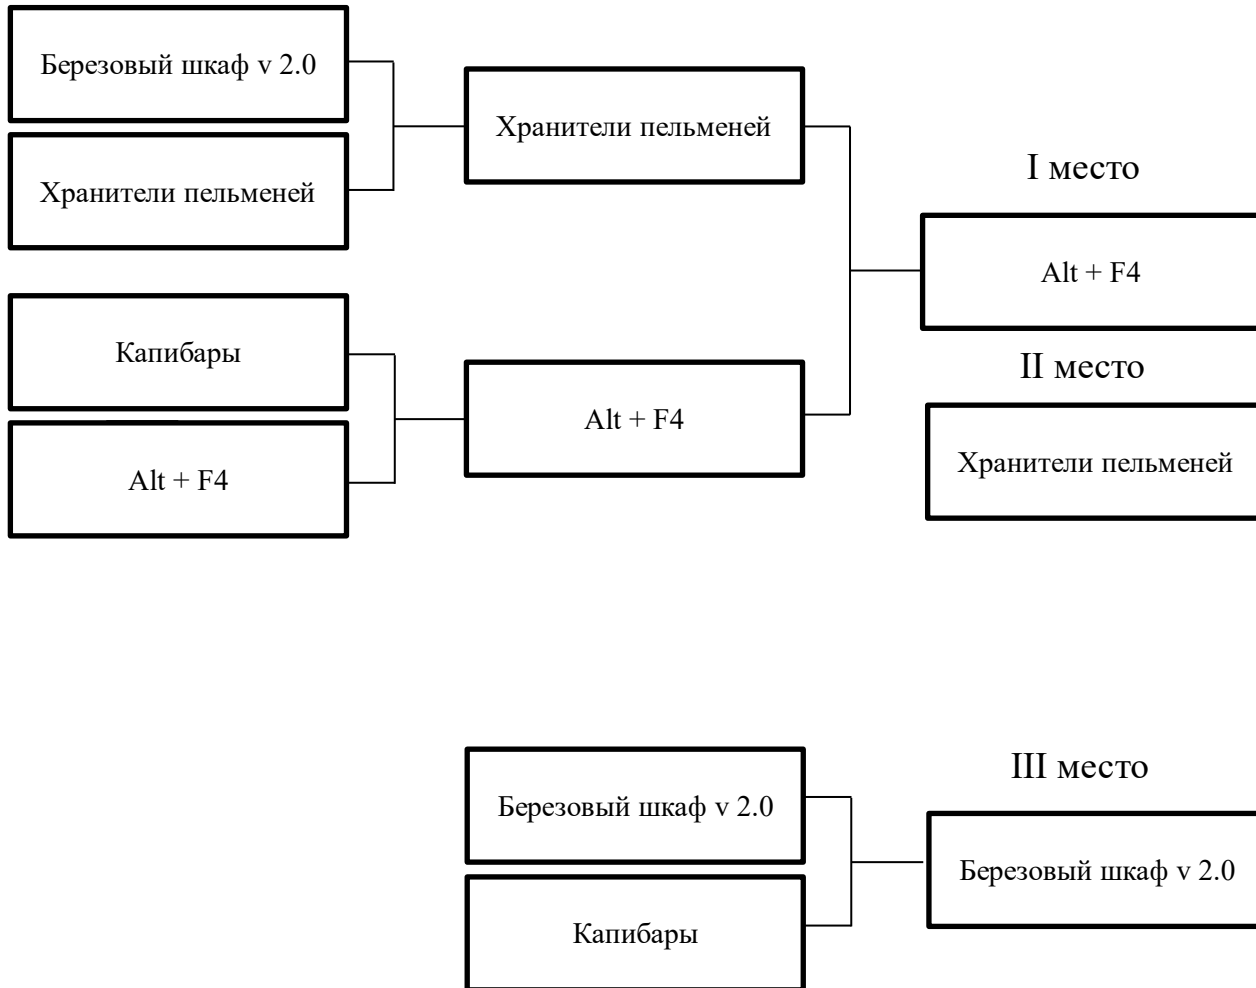 Березовый шкаф v 2.0
Хранители пельменей
Хранители пельменей
I место
Alt + F4
Капибары
II место
Alt + F4
Хранители пельменей
Alt + F4
Березовый шкаф v 2.0
III место
Березовый шкаф v 2.0
Капибары